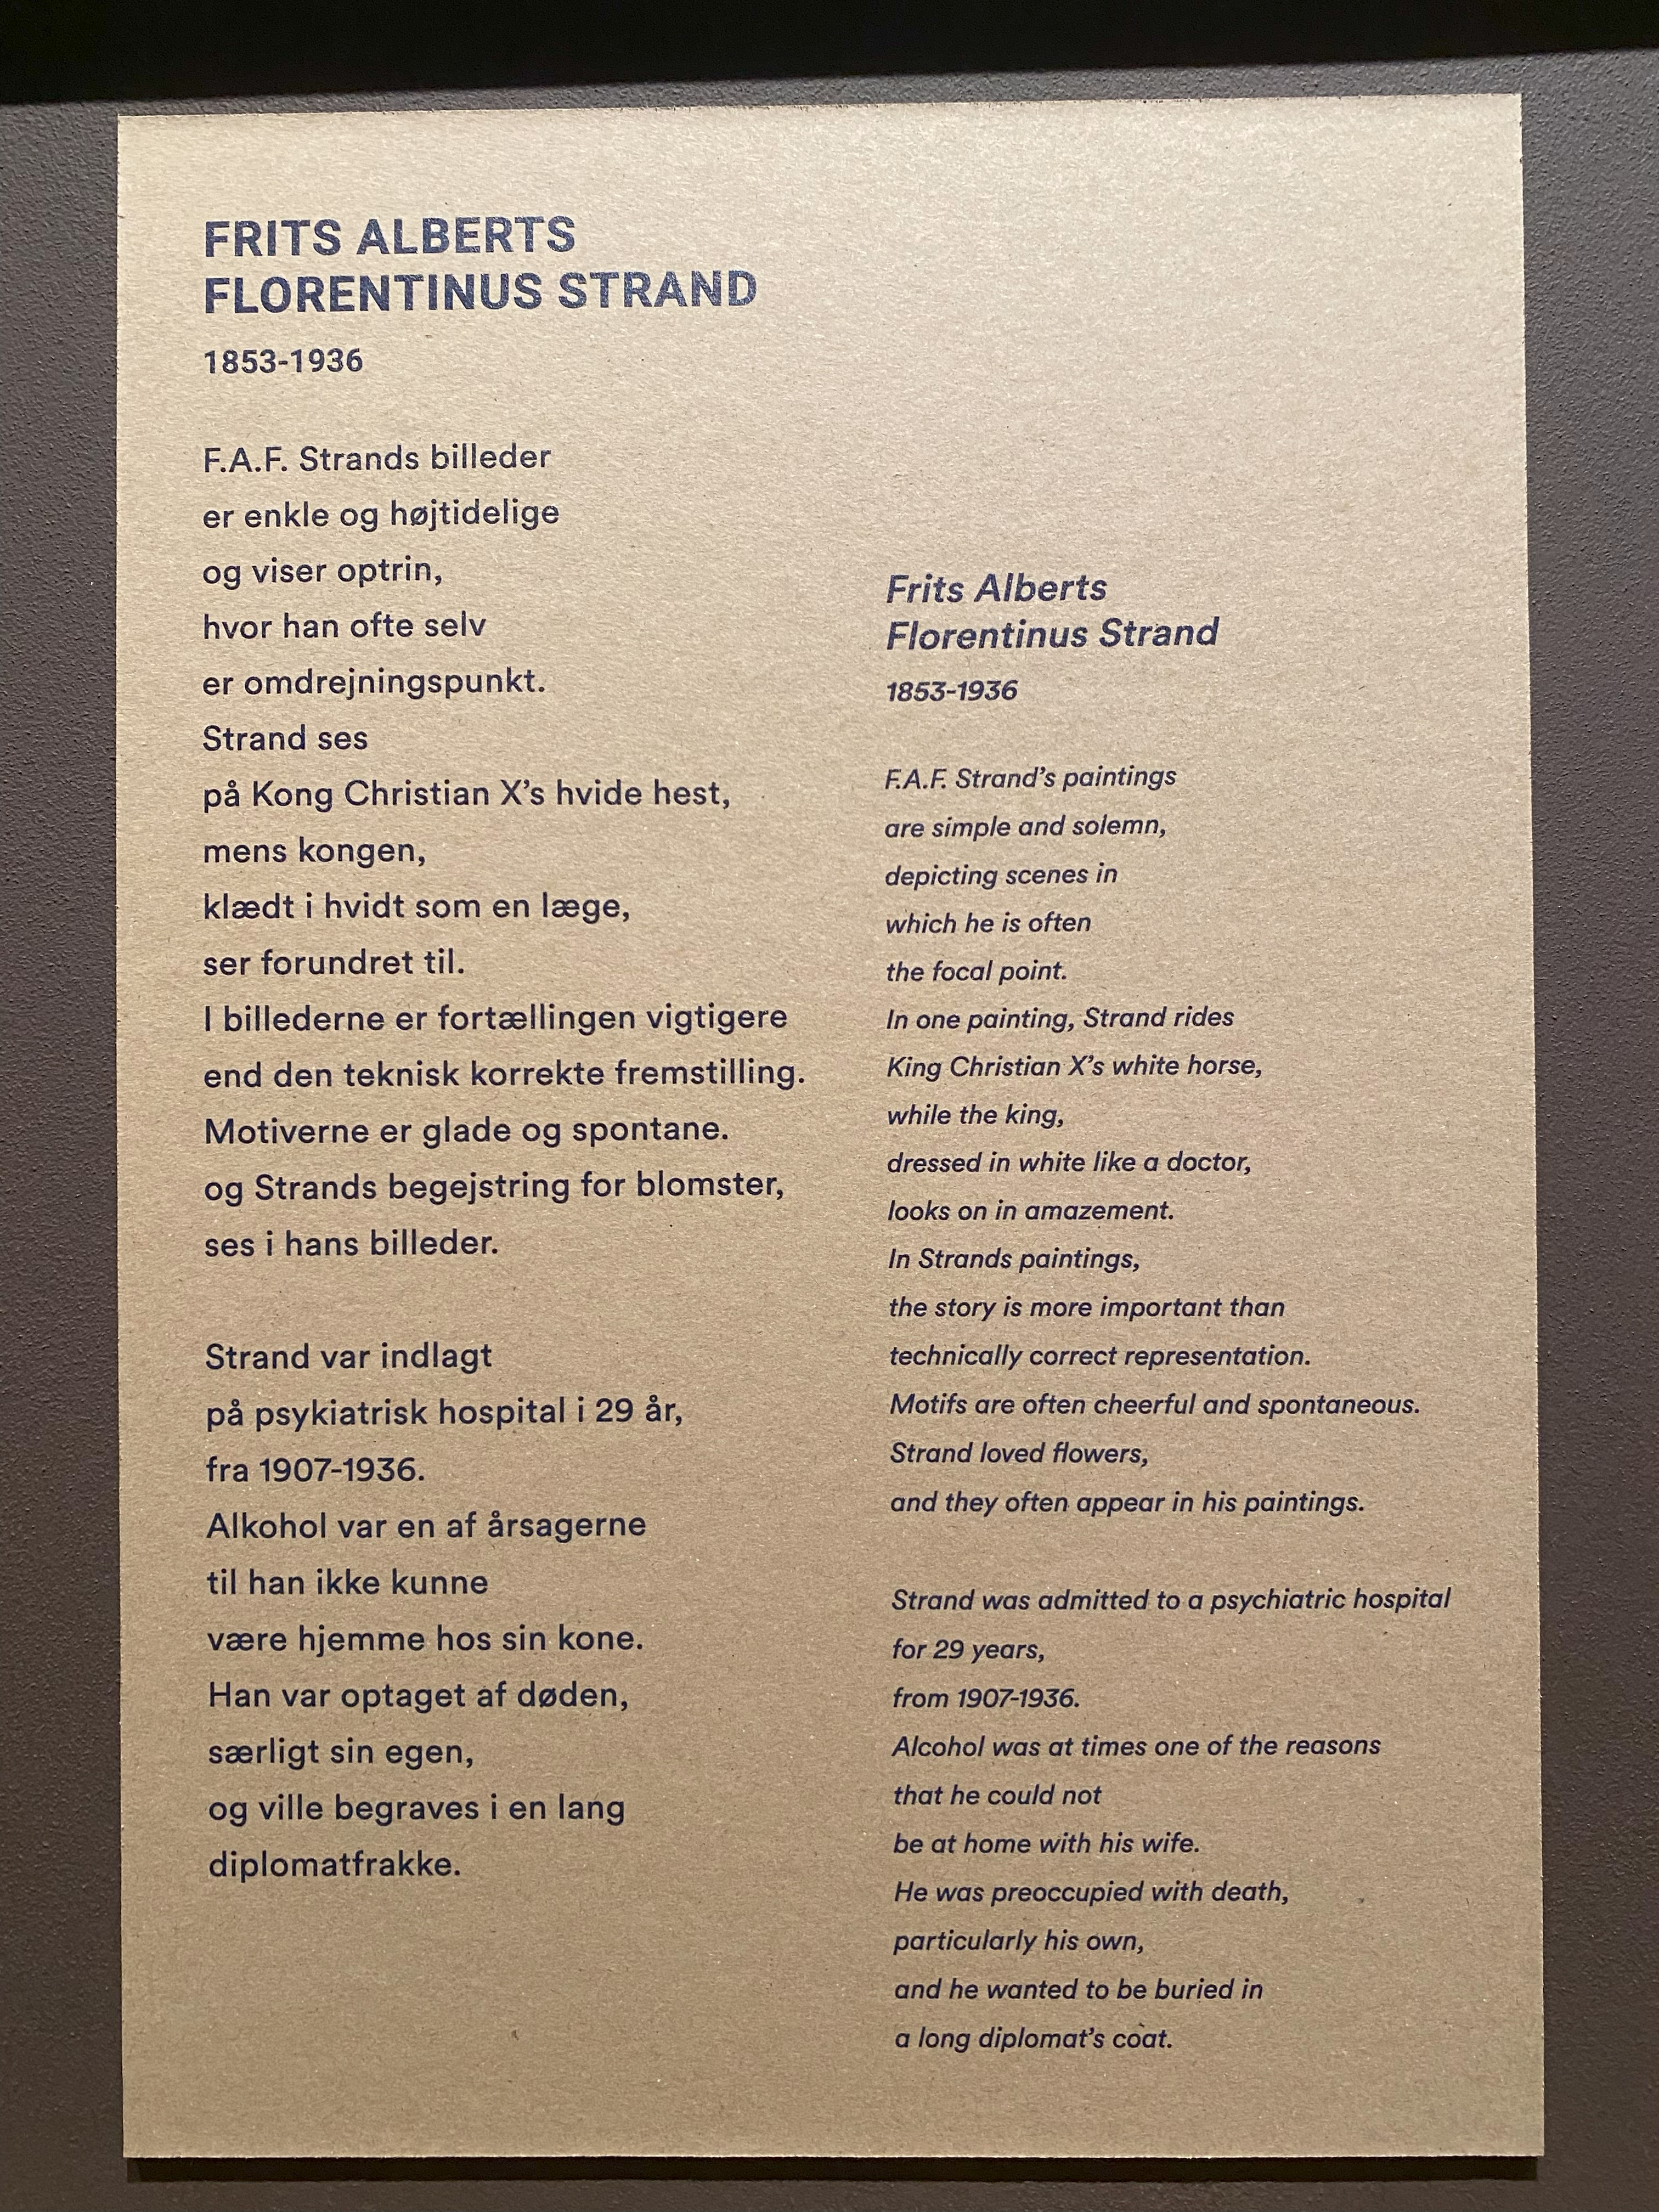 FRITS ALBERTS
FLORENTINUS STRAND
1853-1936
F.A.F. Strands billeder
er enkle og højtidelige
og viser optrin,
hvor han ofte selv
er omdrejningspunkt.
Strand ses
på Kong Christian X’s hvide hest,
mens kongen,
klædt i hvidt som en læge,
ser forundret til.
I billederne er fortællingen vigtigere
end den teknisk korrekte fremstilling.
Motiverne er glade og spontane.
og Strands begejstring for blomster,
ses i hans billeder.
Strand var indlagt
på psykiatrisk hospital i 29 år,
fra 1907-1936.
Alkohol var en af årsagerne
til han ikke kunne
være hjemme hos sin kone.
Han var optaget af døden,
særligt sin egen,
og ville begraves i en lang
diplomatfrakke.
Frits Alberts
Florentinus Strand
1853-1936
F.A.F. Strand’s paintings
are simple and solemn,
depicting scenes in
which he is often
the focal point.
In one painting, Strand rides
King Christian X’s white horse,
while the king,
dressed in white like a doctor,
looks on in amazement.
In Strands paintings,
the story is more important than
technically correct representation.
Motifs are often cheerful and spontaneous.
Strand loved flowers,
and they often appear in his paintings.
Strand was admitted to a psychiatric hospital
for 29 years,
from 1907-1936.
Alcohol was at times one of the reasons
that he could not
be at home with his wife.
He was preoccupied with death,
particularly his own,
and he wanted to be buried in
a long diplomat’s coat.